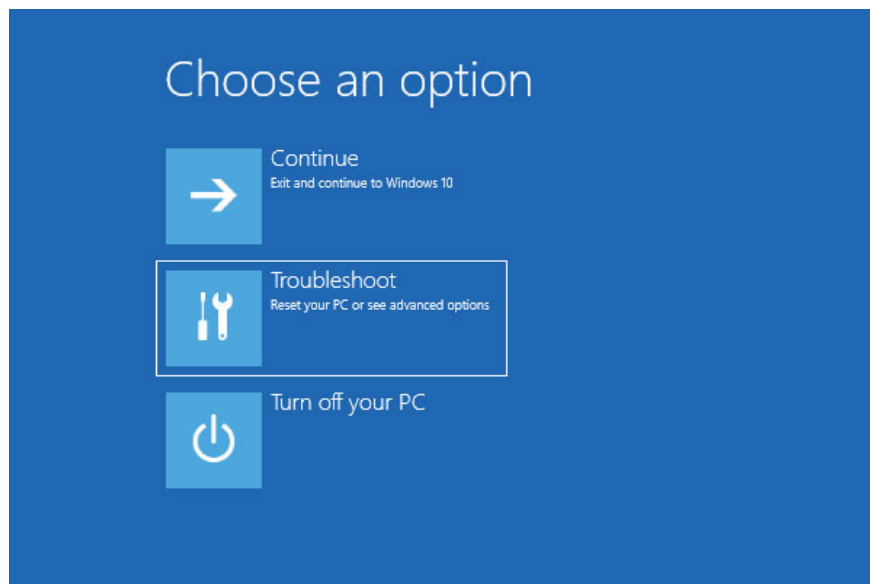 Choose an option
Continue
Exit and continue to Windows 10
Troubleshoot
Reset your PC or see advanced options
Turn off your PC